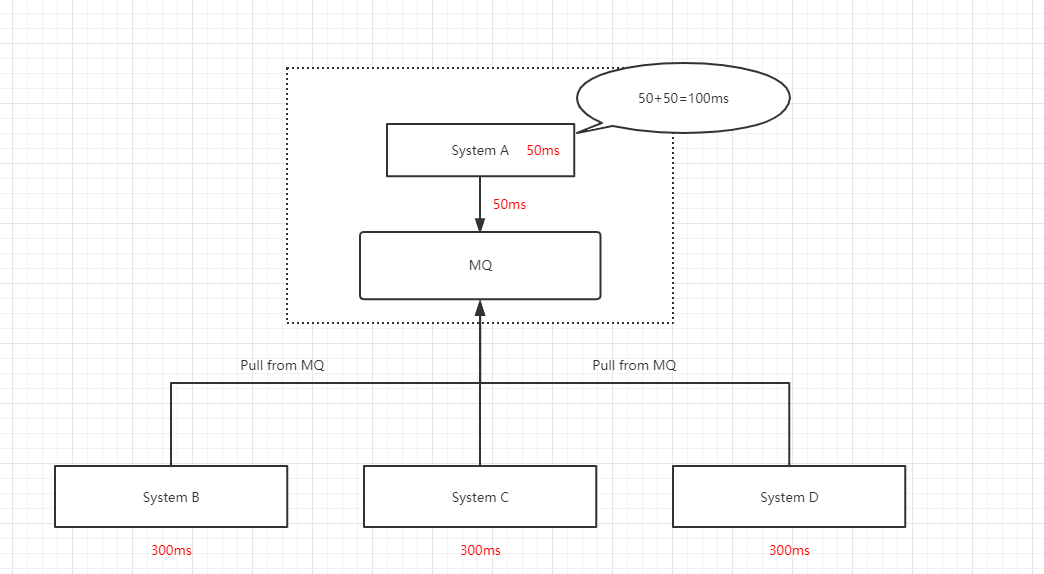 50+50=100ms
System A 50ms
50ms
MQ
Pull from MQ
Pull from MQ
System B
System C
System D
300ms
300ms
300ms